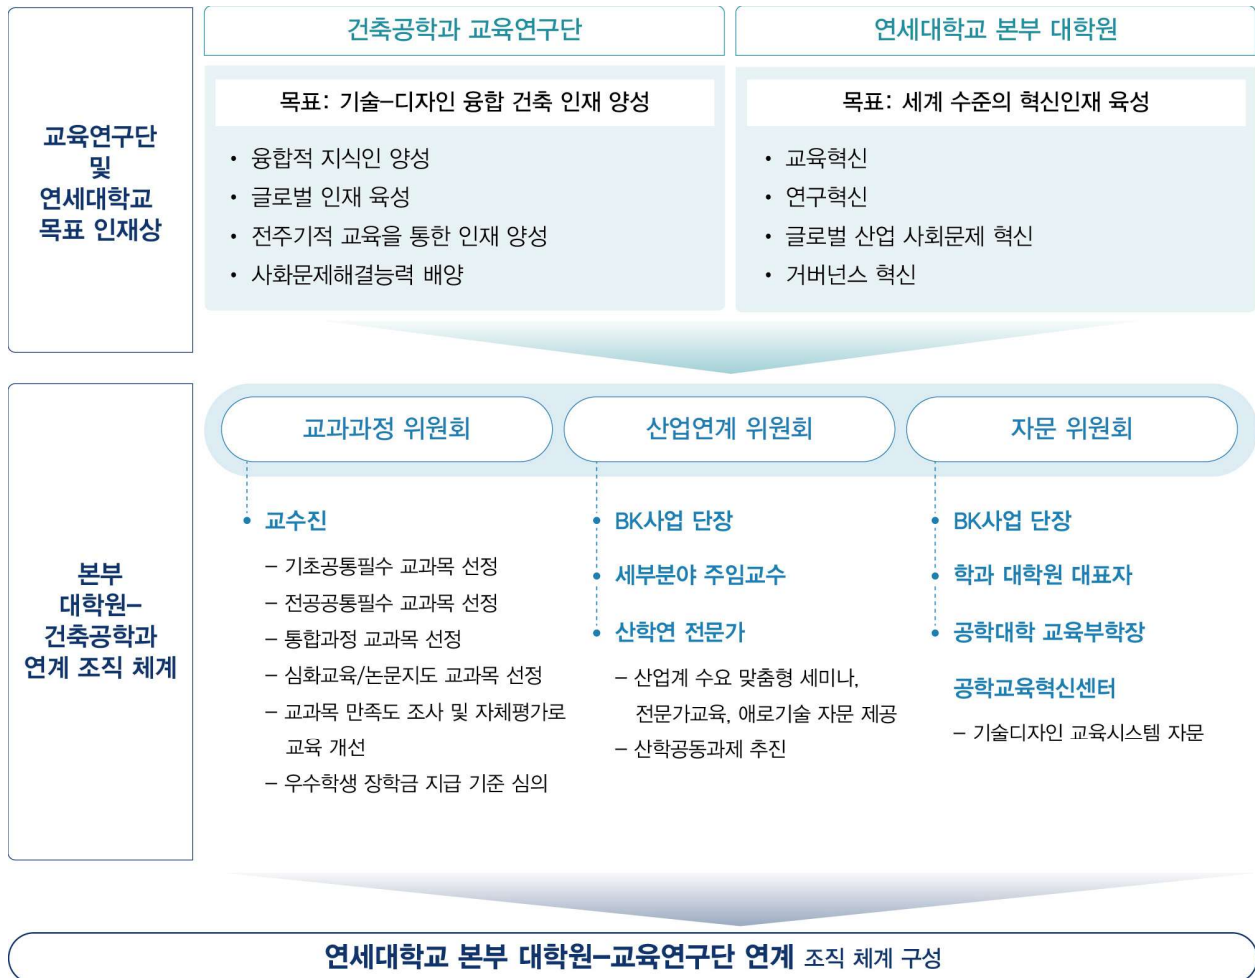 교육연구단
및
연세대학교
목표 인재상
건축공학과 교육연구단
목표: 기술–디자인 융합 건축 인재 양성
• 융합적 지식인 양성
• 글로벌 인재 육성
• 전주기적 교육을 통한 인재 양성
• 사화문제해결능력 배양
연세대학교 본부 대학원
목표: 세계 수준의 혁신인재 육성
• 교육혁신
• 연구혁신
• 글로벌 산업 사회문제 혁신
• 거버넌스 혁신
본부
대학원–
건축공학과
연계 조직 체계
교과과정 위원회
• 교수진
– 기초공통필수 교과목 선정
– 전공공통필수 교과목 선정
– 통합과정 교과목 선정
– 심화교육/논문지도 교과목 선정
– 교과목 만족도 조사 및 자체평가로
교육 개선
– 우수학생 장학금 지급 기준 심의
산업연계 위원회
• BK사업 단장
• 세부분야 주임교수
• 산학연 전문가
– 산업계 수요 맞춤형 세미나,
전문가교육, 애로기술 자문 제공
– 산학공동과제 추진
자문 위원회
• BK사업 단장
• 학과 대학원 대표자
• 공학대학 교육부학장
공학교육혁신센터
– 기술디자인 교육시스템 자문
연세대학교 본부 대학원–교육연구단 연계 조직 체계 구성